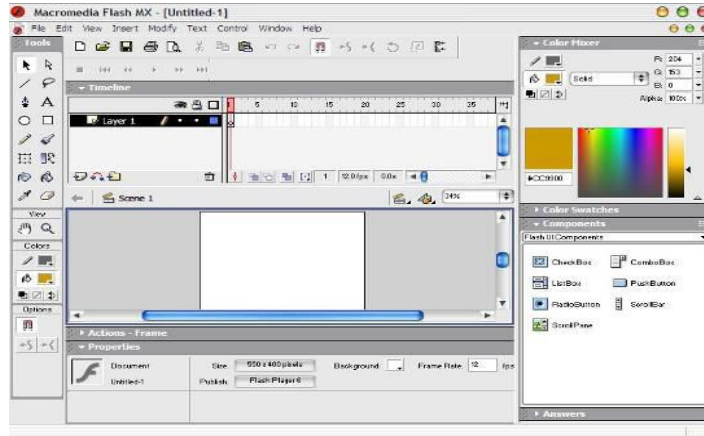 Macromedia Flash MX - [Untitled-1]
File Edit View Insert Modify Text Control Window Help
Tools
Timeline
5 10 15 20 25 30 35
Layer 1
1 12.0 fps 0.0s
Scene 1
34%
View
Colors
Options
Actions - Frame
Properties
Document
Untitled-1
Size: 550 x 400 pixels
Background:
Frame Rate: 12 fps
Publish: Flash Player 6
Color Mixer
R: 204
Solid
G: 153
B: 0
Alpha: 100%
#CC9900
Color Swatches
Components
Flash UI Components
CheckBox ComboBox
ListBox PushButton
RadioButton ScrollBar
ScrollPane
Answers